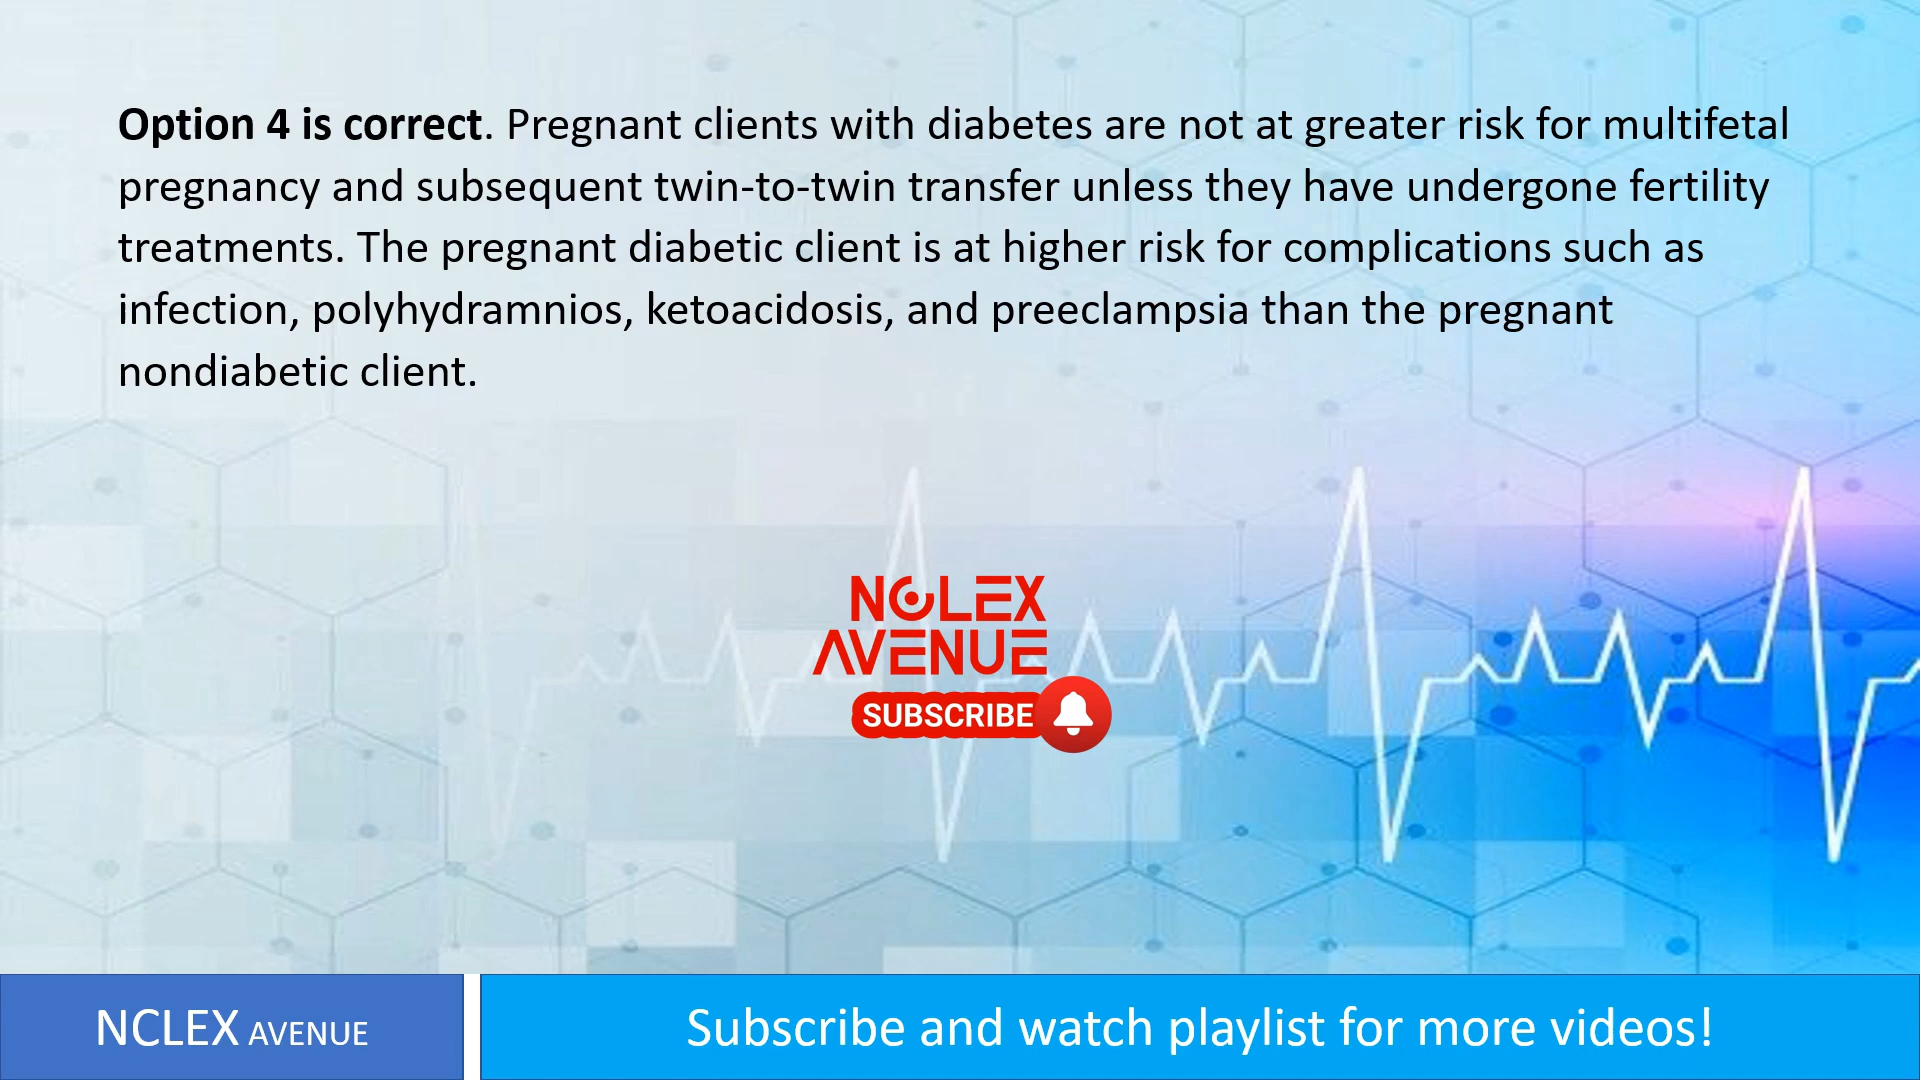 Option 4 is correct. Pregnant clients with diabetes are not at greater risk for multifetal
pregnancy and subsequent twin-to-twin transfer unless they have undergone fertility
treatments. The pregnant diabetic client is at higher risk for complications such as
infection, polyhydramnios, ketoacidosis, and preeclampsia than the pregnant
nondiabetic client.
NCLEX
AVENUE
SUBSCRIBE
NCLEX AVENUE
Subscribe and watch playlist for more videos!